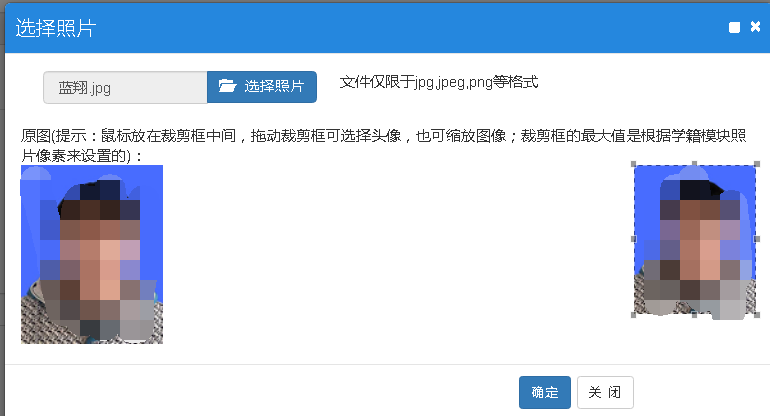 选择照片
蓝翔.jpg
选择照片
文件仅限于jpg,jpeg,png等格式
原图(提示：鼠标放在裁剪框中间，拖动裁剪框可选择头像，也可缩放图像；裁剪框的最大值是根据学籍模块照
片像素来设置的)：
确定
关 闭